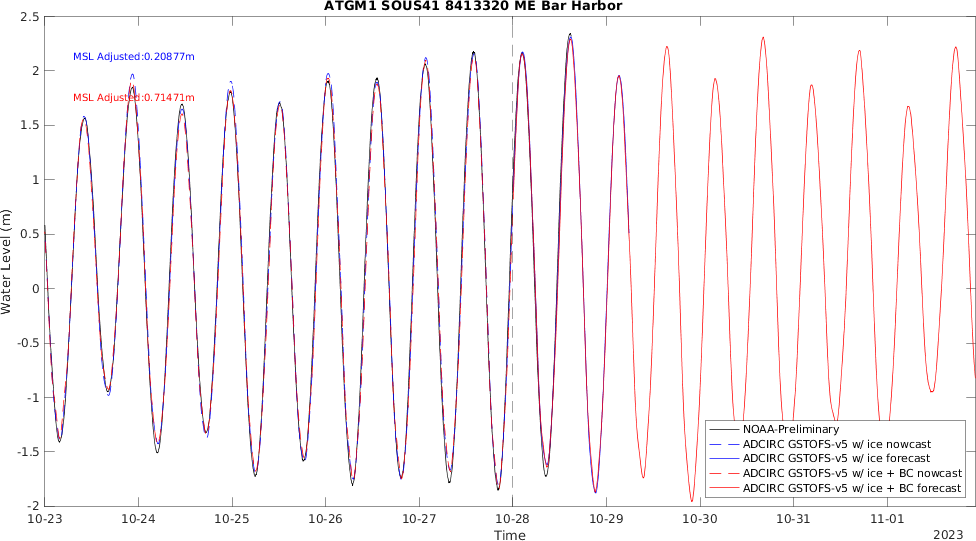 ATGM1 SOUS41 8413320 ME Bar Harbor
2.5
MSL Adjusted:0.20877m
2
MSL Adjusted:0.71471m
1.5
1
0.5
0
-0.5
-1
-1.5
-2
Water Level (m)
NOAA-Preliminary
ADCIRC GSTOFS-v5 w/ ice nowcast
ADCIRC GSTOFS-v5 w/ ice forecast
ADCIRC GSTOFS-v5 w/ ice + BC nowcast
ADCIRC GSTOFS-v5 w/ ice + BC forecast
10-23 10-24 10-25 10-26 10-27 10-28 10-29 10-30 10-31 11-01
Time
2023